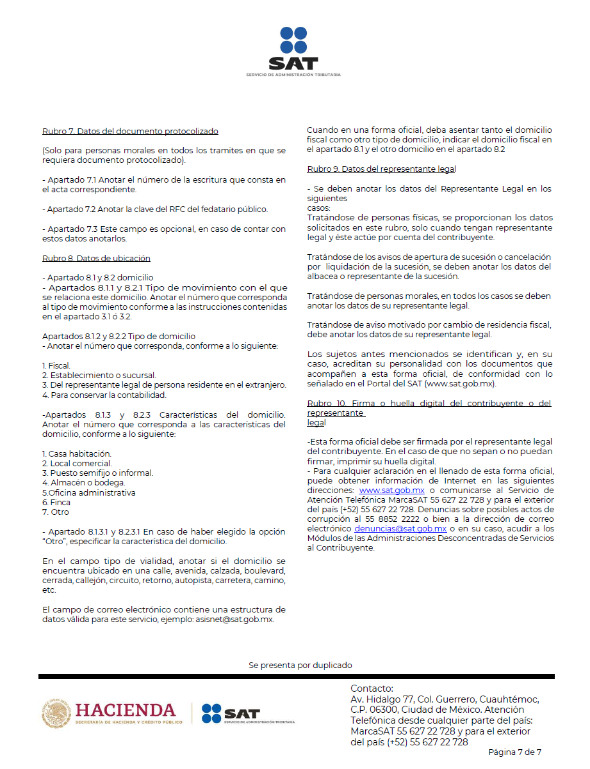 SAT
SERVICIO DE ADMINISTRACIÓN TRIBUTARIA
Rubro 7. Datos del documento protocolizado
(Solo para personas morales en todos los tramites en que se
requiera documento protocolizado).
- Apartado 7.1 Anotar el número de la escritura que consta en
el acta correspondiente.
- Apartado 7.2 Anotar la clave del RFC del fedatario público.
- Apartado 7.3 Este campo es opcional, en caso de contar con
estos datos anotarlos.
Rubro 8. Datos de ubicación
- Apartado 8.1 y 8.2 domicilio
- Apartados 8.1.1 y 8.2.1 Tipo de movimiento con el que
se relaciona este domicilio. Anotar el número que corresponda
al tipo de movimiento conforme a las instrucciones contenidas
en el apartado 3.1 ó 3.2.
Apartados 8.1.2 y 8.2.2 Tipo de domicilio
- Anotar el número que corresponda, conforme a lo siguiente:
1. Fiscal.
2. Establecimiento o sucursal.
3. Del representante legal de persona residente en el extranjero.
4. Para conservar la contabilidad.
-Apartados 8.1.3 y 8.2.3 Características del domicilio.
Anotar el número que corresponda a las características del
domicilio, conforme a lo siguiente:
1. Casa habitación.
2. Local comercial.
3. Puesto semifijo o informal.
4. Almacén o bodega.
5.Oficina administrativa
6. Finca
7. Otro
- Apartado 8.1.3.1 y 8.2.3.1 En caso de haber elegido la opción
"Otro", especificar la característica del domicilio.
En el campo tipo de vialidad, anotar si el domicilio se
encuentra ubicado en una calle, avenida, calzada, boulevard,
cerrada, callejón, circuito, retorno, autopista, carretera, camino,
etc.
El campo de correo electrónico contiene una estructura de
datos válida para este servicio, ejemplo: asisnet@sat.gob.mx.
Cuando en una forma oficial, deba asentar tanto el domicilio
fiscal como otro tipo de domicilio, indicar el domicilio fiscal en
el apartado 8.1 y el otro domicilio en el apartado 8.2
Rubro 9. Datos del representante legal
- Se deben anotar los datos del Representante Legal en los
siguientes
casos:
Tratándose de personas físicas, se proporcionan los datos
solicitados en este rubro, solo cuando tengan representante
legal y éste actúe por cuenta del contribuyente.
Tratándose de los avisos de apertura de sucesión o cancelación
por liquidación de la sucesión, se deben anotar los datos del
albacea o representante de la sucesión.
Tratándose de personas morales, en todos los casos se deben
anotar los datos de su representante legal.
Tratándose de aviso motivado por cambio de residencia fiscal,
debe anotar los datos de su representante legal.
Los sujetos antes mencionados se identifican y, en su
caso, acreditan su personalidad con los documentos que
acompañen a esta forma oficial, de conformidad con lo
señalado en el Portal del SAT (www.sat.gob.mx).
Rubro 10. Firma o huella digital del contribuyente o del
representante
legal
-Esta forma oficial debe ser firmada por el representante legal
del contribuyente. En el caso de que no sepan o no puedan
firmar, imprimir su huella digital.
- Para cualquier aclaración en el llenado de esta forma oficial,
puede obtener información de Internet en las siguientes
direcciones: www.sat.gob.mx o comunicarse al Servicio de
Atención Telefónica MarcaSAT 55 627 22 728 y para el exterior
del país (+52) 55 627 22 728. Denuncias sobre posibles actos de
corrupción al 55 8852 2222 o bien a la dirección de correo
electrónico denuncias@sat.gob.mx o en su caso, acudir a los
Módulos de las Administraciones Desconcentradas de Servicios
al Contribuyente.
Se presenta por duplicado
HACIENDA
SECRETARÍA DE HACIENDA Y CRÉDITO PÚBLICO
SAT
SERVICIO DE ADMINISTRACIÓN TRIBUTARIA
Contacto:
Av. Hidalgo 77, Col. Guerrero, Cuauhtémoc,
C.P. 06300, Ciudad de México. Atención
Telefónica desde cualquier parte del país:
MarcaSAT 55 627 22 728 y para el exterior
del país (+52) 55 627 22 728
Página 7 de 7